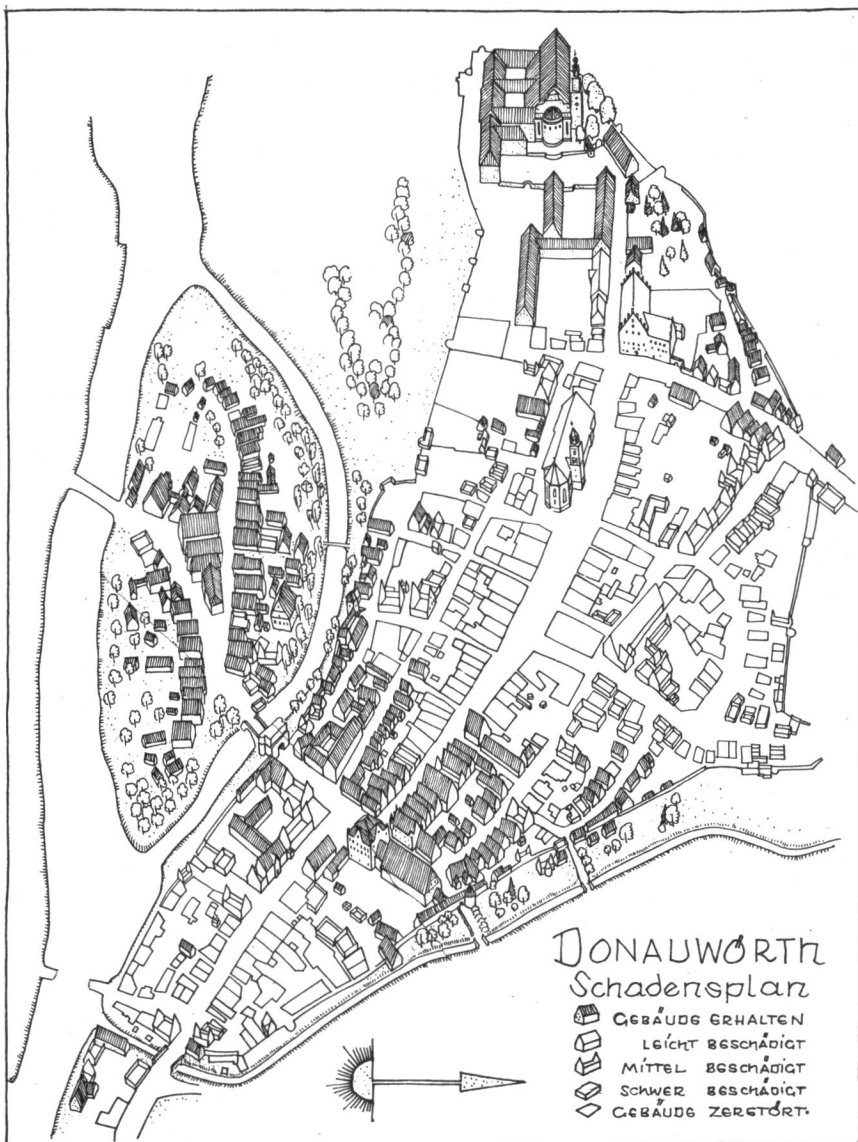 DONAUWÖRTH
Schadensplan
GEBÄUDE ERHALTEN
LEICHT BESCHÄDIGT
MITTEL BESCHÄDIGT
SCHWER BESCHÄDIGT
GEBÄUDE ZERSTÖRT.